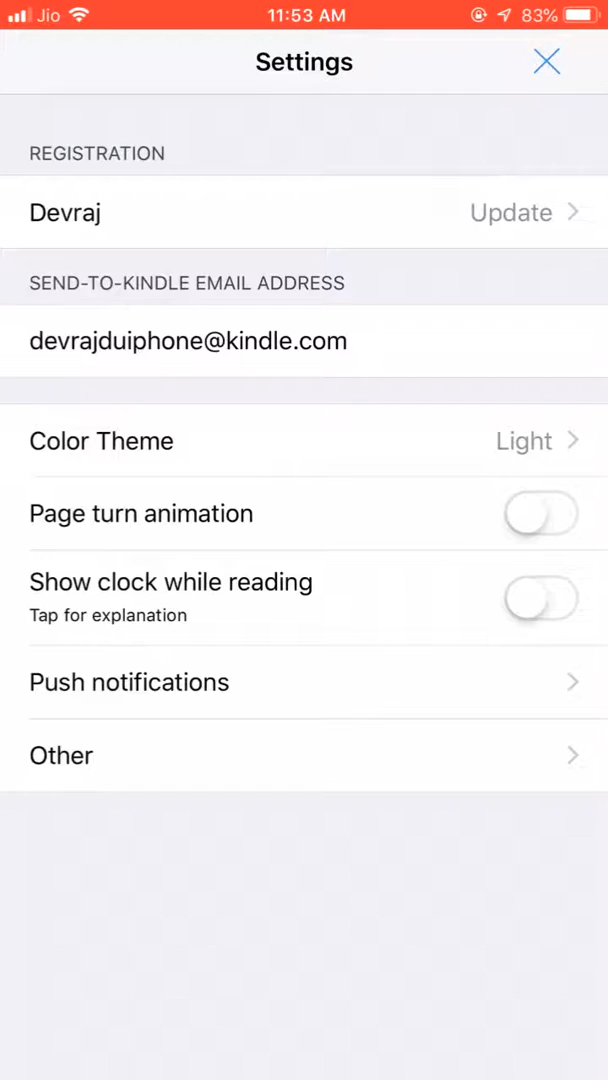 Jio 11:53 AM 83%
Settings
REGISTRATION
Devraj Update
SEND-TO-KINDLE EMAIL ADDRESS
devrajduiphone@kindle.com
Color Theme Light
Page turn animation
Show clock while reading
Tap for explanation
Push notifications
Other